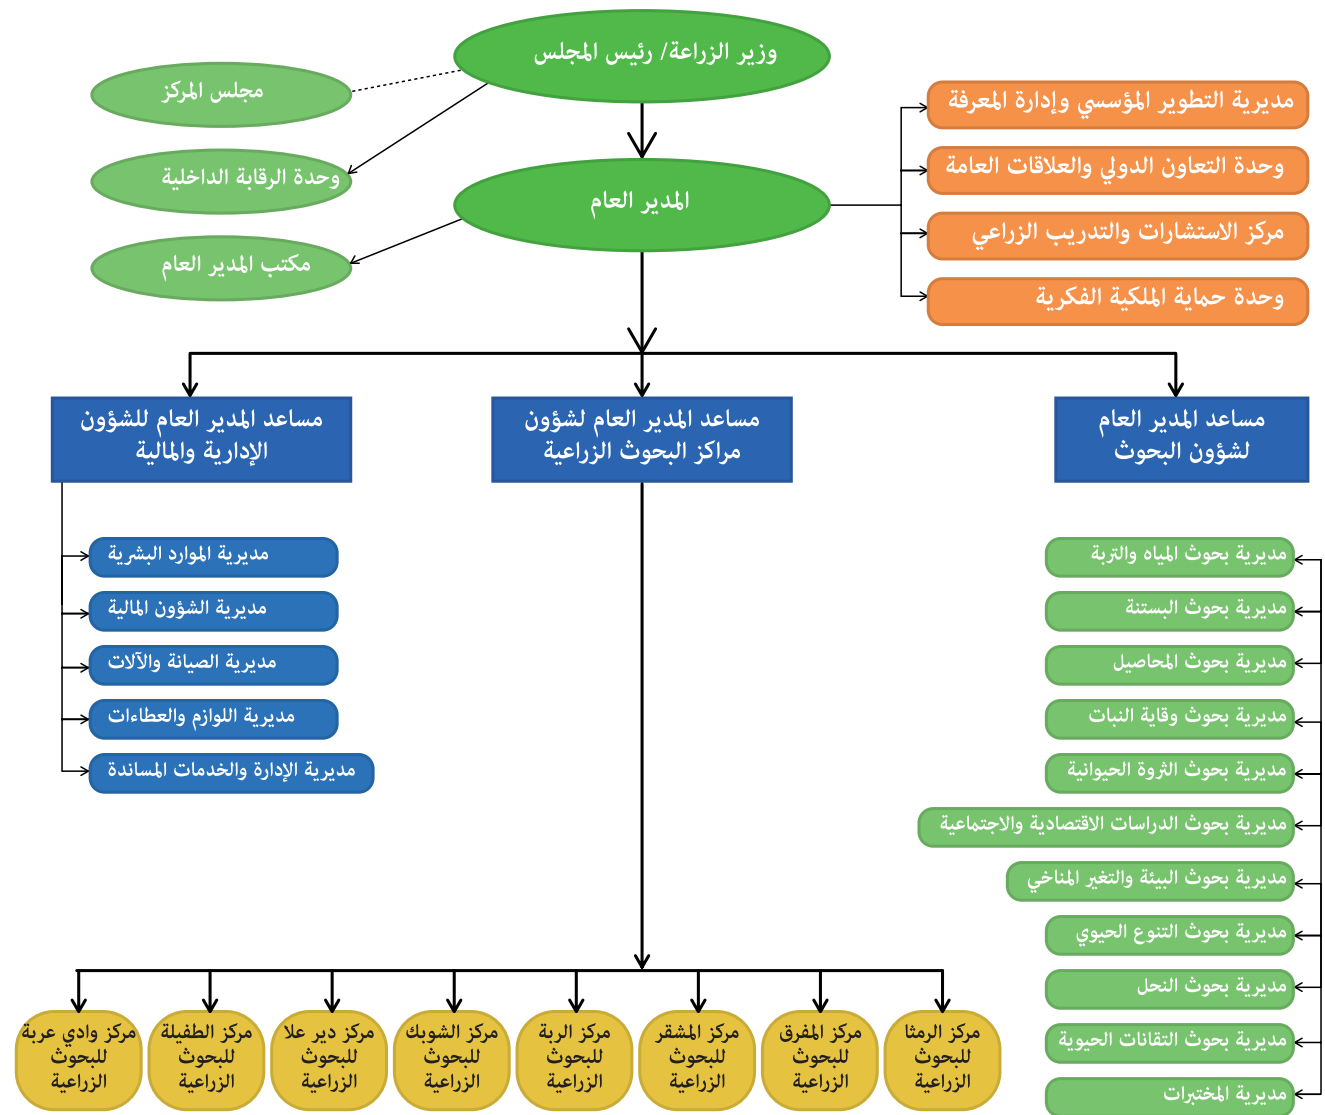 وزير الزراعة/ رئيس المجلس
مجلس المركز
وحدة الرقابة الداخلية
المدير العام
مكتب المدير العام
مديرية التطوير المؤسسي وإدارة المعرفة
وحدة التعاون الدولي والعلاقات العامة
مركز الاستشارات والتدريب الزراعي
وحدة حماية الملكية الفكرية
مساعد المدير العام
لشؤون البحوث
مساعد المدير العام لشؤون
مراكز البحوث الزراعية
مساعد المدير العام للشؤون
الإدارية والمالية
مديرية بحوث المياه والتربة
مديرية بحوث البستنة
مديرية بحوث المحاصيل
مديرية بحوث وقاية النبات
مديرية بحوث الثروة الحيوانية
مديرية بحوث الدراسات الاقتصادية والاجتماعية
مديرية بحوث البيئة والتغير المناخي
مديرية بحوث التنوع الحيوي
مديرية بحوث النحل
مديرية بحوث التقانات الحيوية
مديرية المختبرات
مديرية الموارد البشرية
مديرية الشؤون المالية
مديرية الصيانة والآلات
مديرية اللوازم والعطاءات
مديرية الإدارة والخدمات المساندة
مركز الرمثا
للبحوث
الزراعية
مركز المفرق
للبحوث
الزراعية
مركز المشقر
للبحوث
الزراعية
مركز الربة
للبحوث
الزراعية
مركز الشوبك
للبحوث
الزراعية
مركز دير علا
للبحوث
الزراعية
مركز الطفيلة
للبحوث
الزراعية
مركز وادي عربة
للبحوث
الزراعية